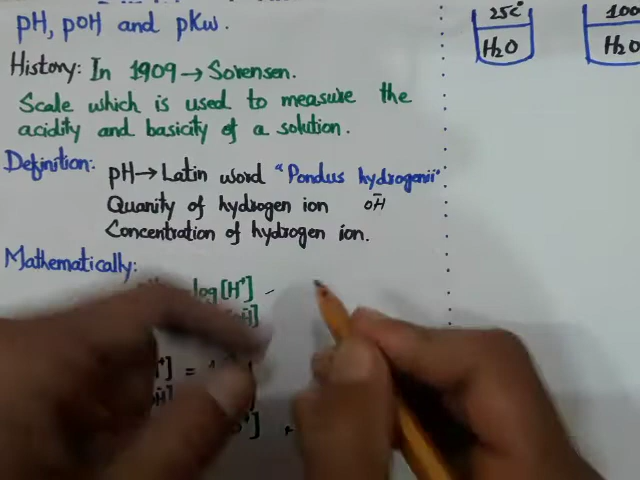 pH, pOH and pKw.
History: In 1909 → Sorensen.
Scale which is used to measure the
acidity and basicity of a solution.
Definition: pH → Latin word "Pondus hydrogenii"
Quanity of hydrogen ion OH̄
Concentration of hydrogen ion.
Mathematically:
log [H⁺] -
25c°
H₂O
100
H₂O